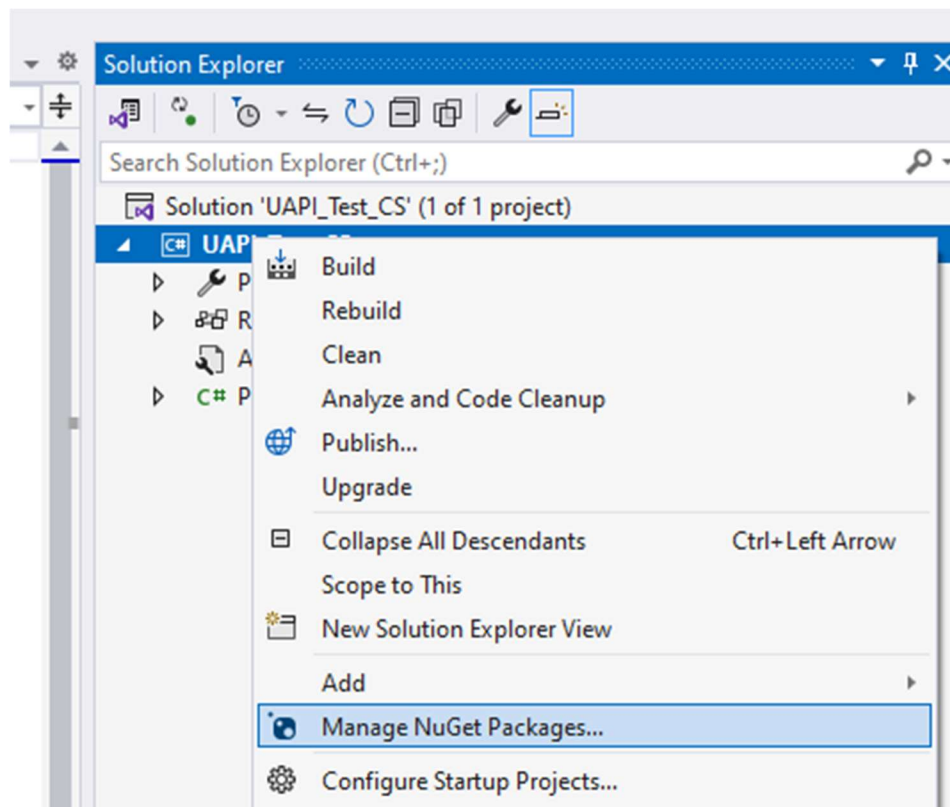 Solution Explorer
Search Solution Explorer (Ctrl+;)
Solution 'UAPI_Test_CS' (1 of 1 project)
C# UAPI
P
R
A
C# P
Build
Rebuild
Clean
Analyze and Code Cleanup
Publish...
Upgrade
Collapse All Descendants Ctrl+Left Arrow
Scope to This
New Solution Explorer View
Add
Manage NuGet Packages...
Configure Startup Projects...